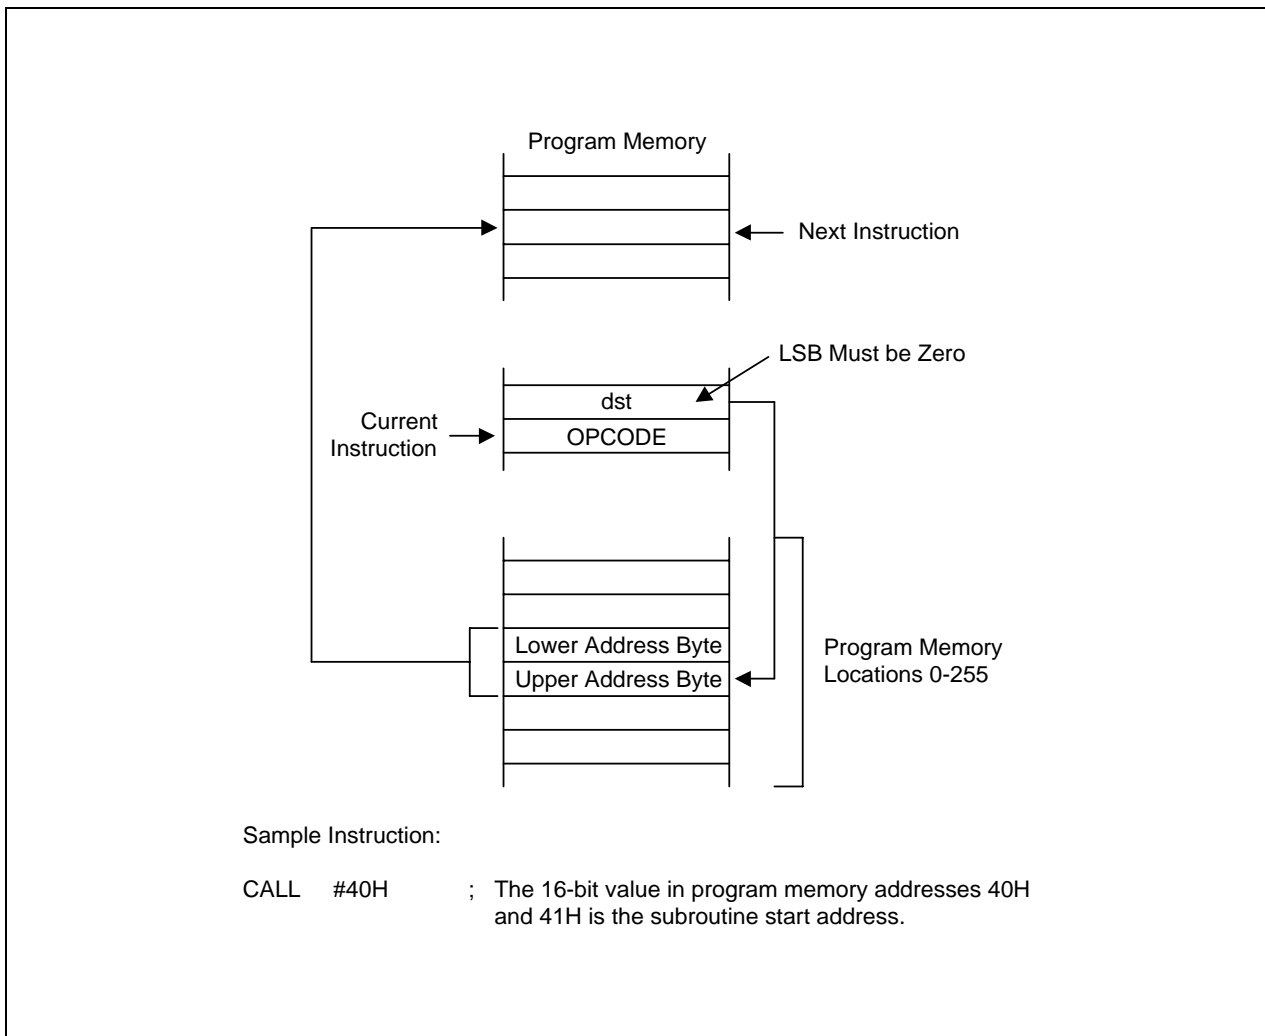 Program Memory
Next Instruction
LSB Must be Zero
dst
Current
Instruction
OPCODE
Lower Address Byte
Upper Address Byte
Program Memory
Locations 0-255
Sample Instruction:
CALL #40H ; The 16-bit value in program memory addresses 40H
and 41H is the subroutine start address.